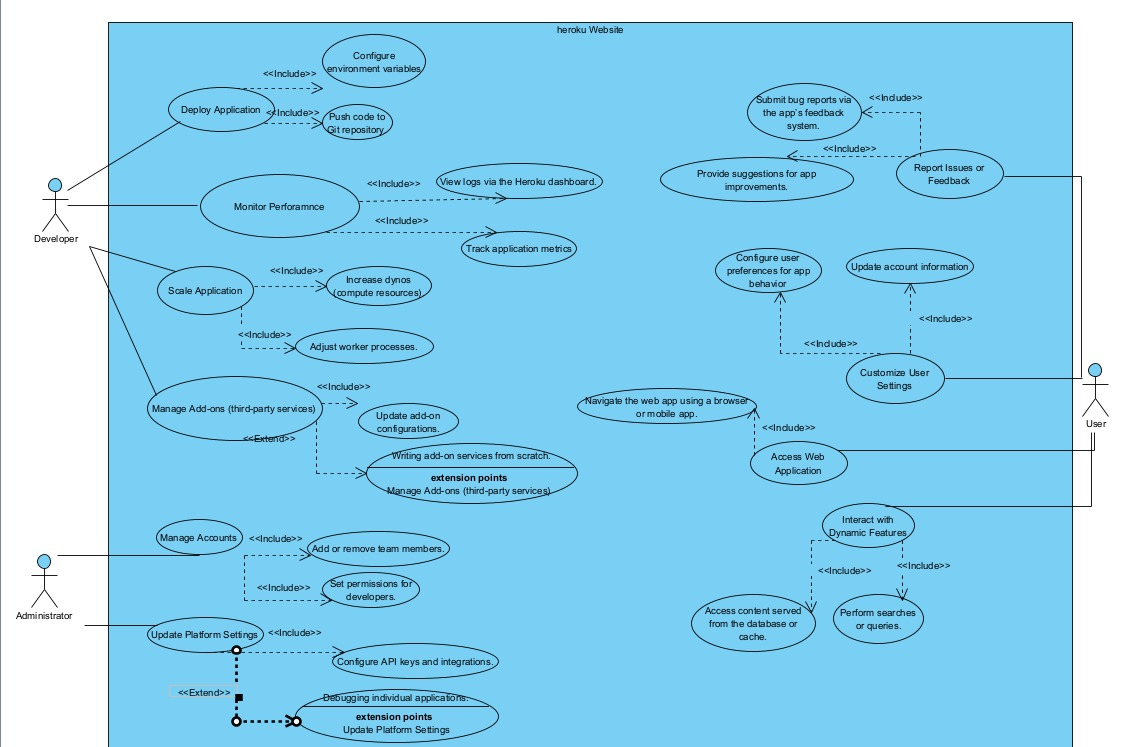 heroku Website
Configure
environment variables
<<Include>>
Deploy Application
<<Include>>
Push code to
Git repository
Developer
Monitor Perforamnce
<<Include>>
View logs via the Heroku dashboard.
<<Include>>
Track application metrics
Scale Application
<<Include>>
Increase dynos
(compute resources)
<<Include>>
Adjust worker processes.
Manage Add-ons (third-party services)
<<Include>>
Update add-on
configurations.
<<Extend>>
Writing add-on services from scratch.
extension points
Manage Add-ons (third-party services)
Administrator
Manage Accounts
<<Include>>
Add or remove team members.
<<Include>>
Set permissions for
developers.
Update Platform Settings
<<Include>>
Configure API keys and integrations.
<<Extend>>
Debugging individual applications.
extension points
Update Platform Settings
Submit bug reports via
the app's feedback
system.
<<Include>>
<<Include>>
Provide suggestions for app
improvements.
Report Issues or
Feedback
Configure user
preferences for app
behavior
Update account information
<<Include>>
<<Include>>
Customize User
Settings
User
Navigate the web app using a browser
or mobile app.
<<Include>>
Access Web
Application
Interact with
Dynamic Features
<<Include>>
<<Include>>
Access content served
from the database or
cache.
Perform searches
or queries.